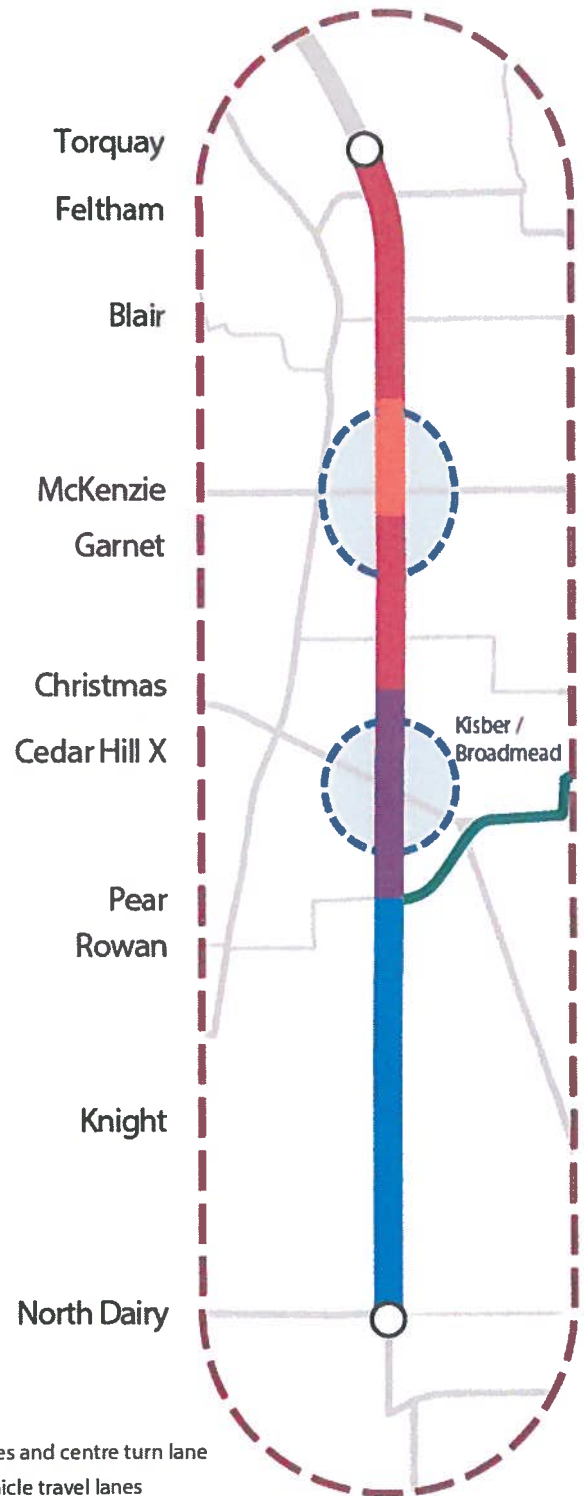 Torquay
Feltham
Blair
McKenzie
Garnet
Christmas
Cedar Hill X
Kisber /
Broadmead
Pear
Rowan
Knight
North Dairy
es and centre turn lane
nicle travel lanes